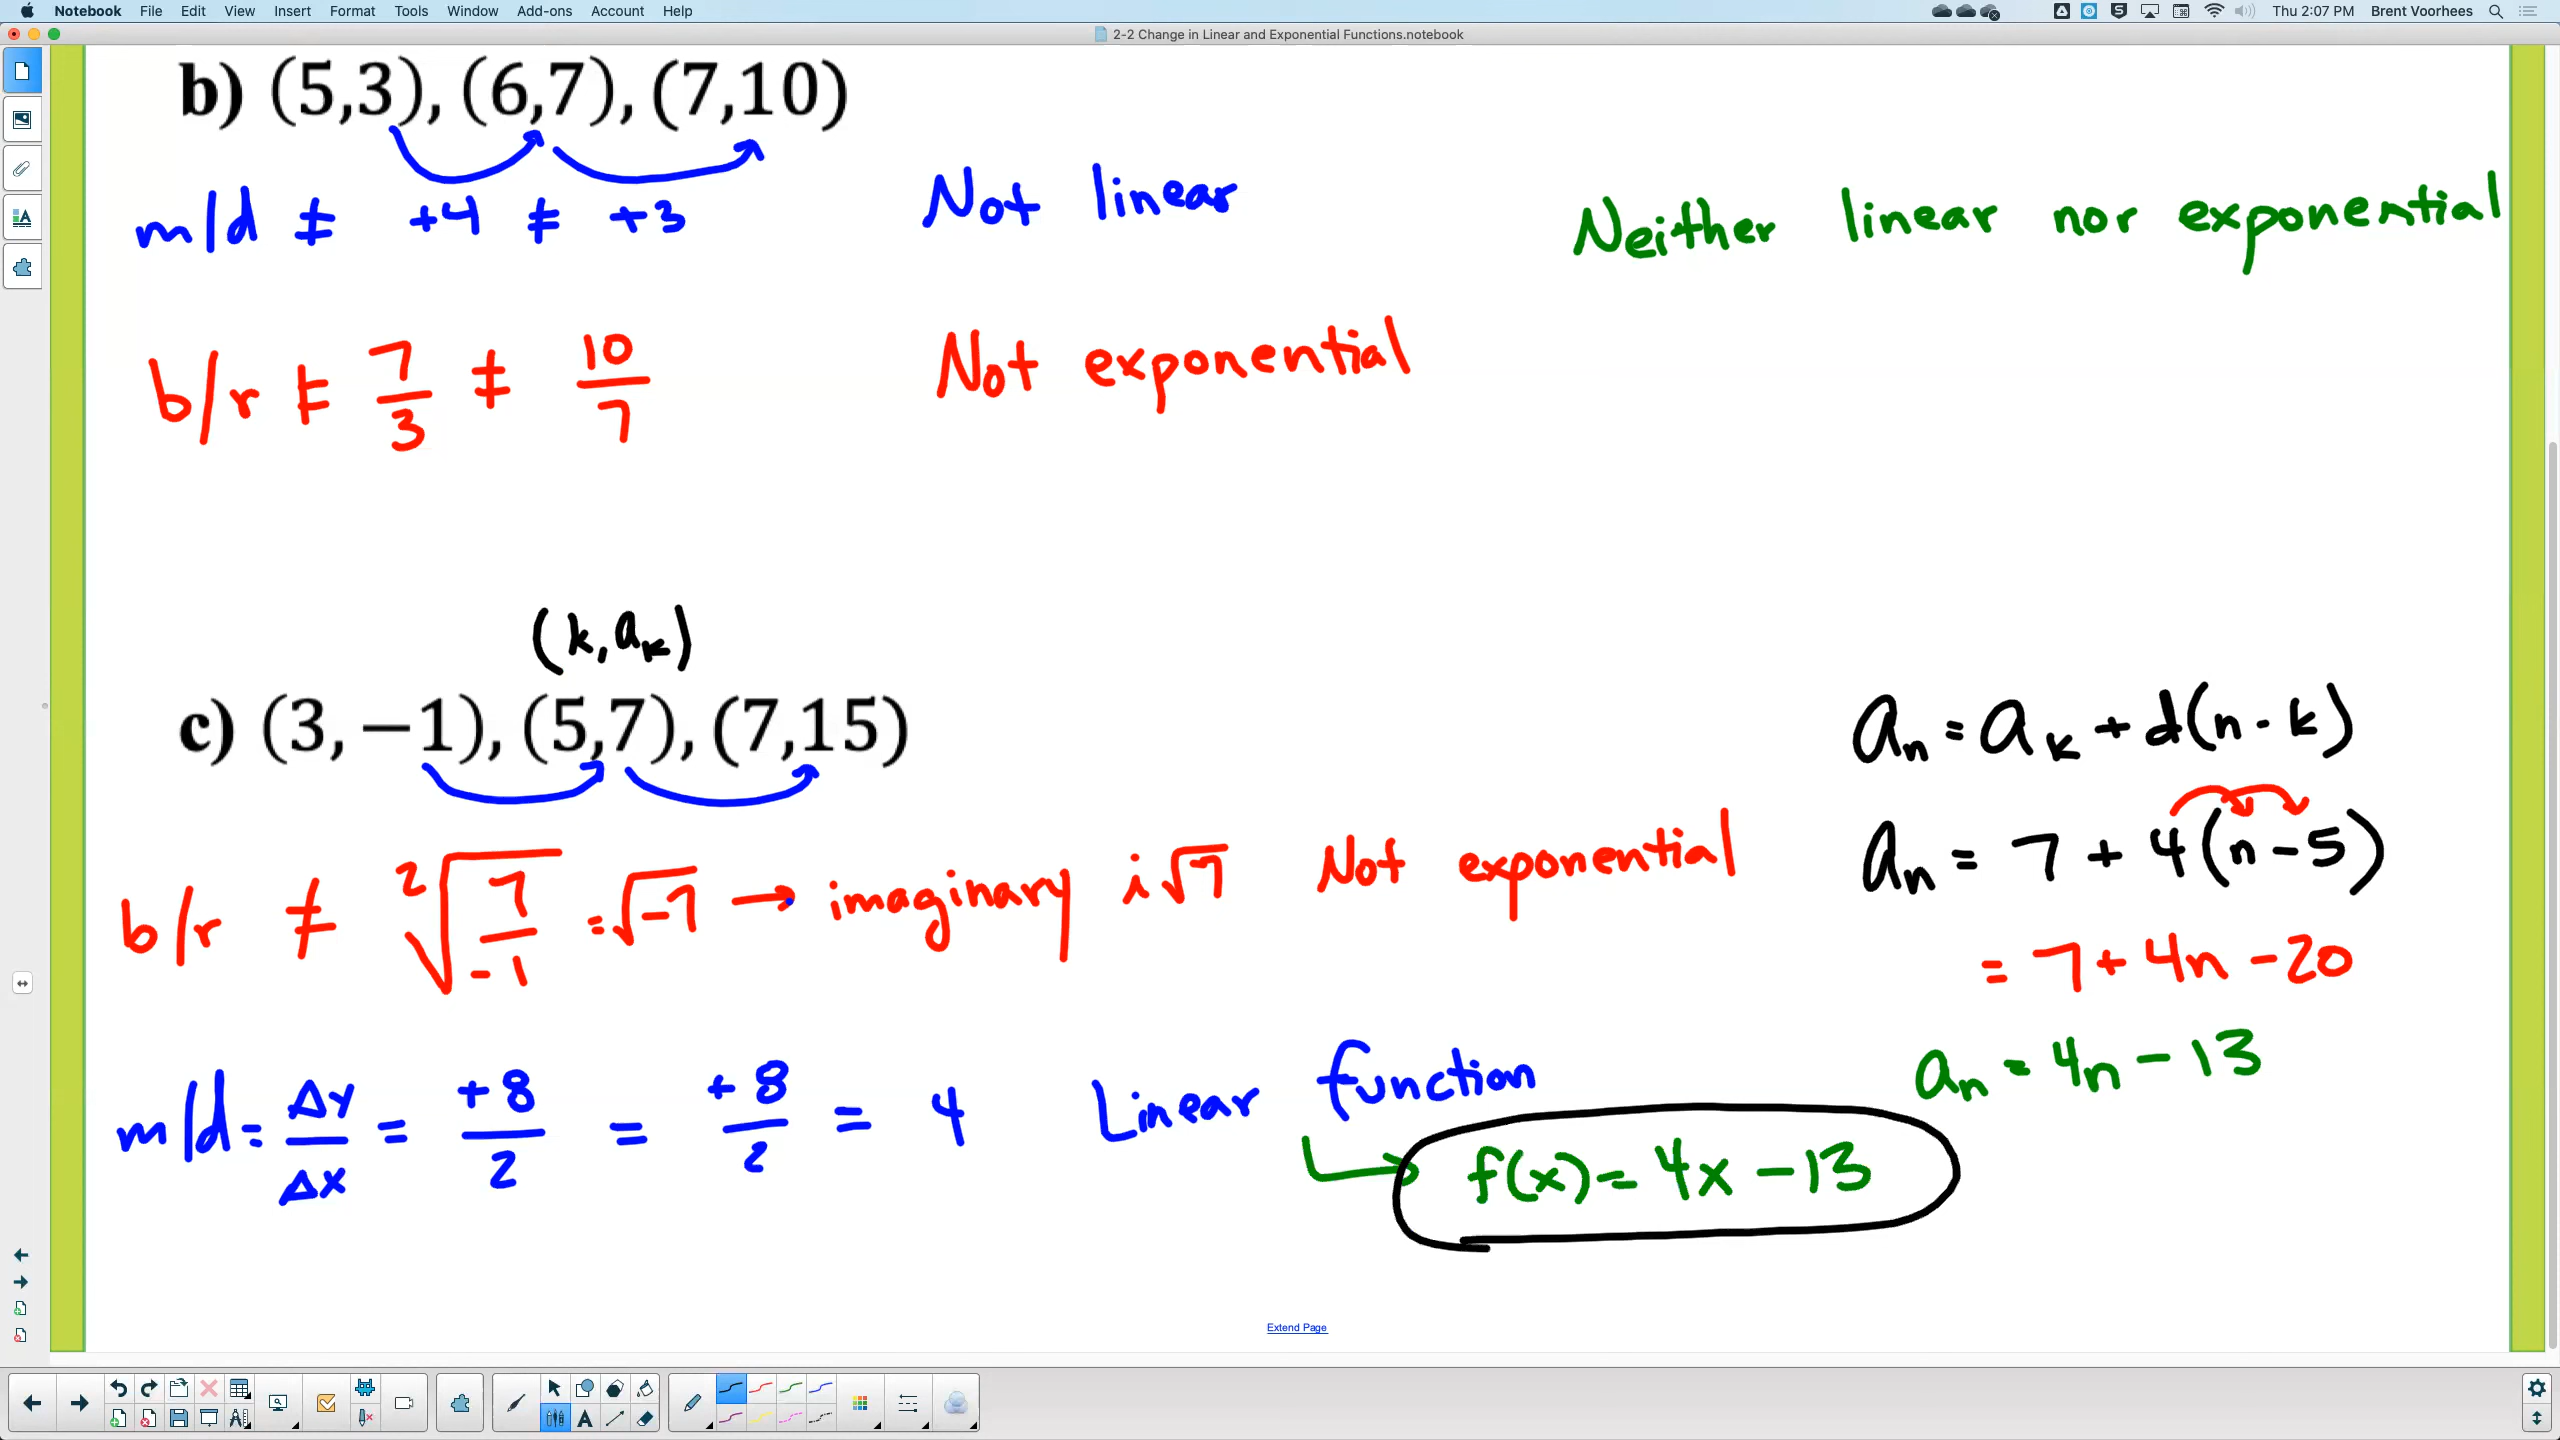 Notebook File Edit View Insert Format Tools Window Add-ons Account Help Thu 2:07 PM Brent Voorhees
2-2 Change in Linear and Exponential Functions.notebook
b) (5,3), (6,7), (7,10)
m/d ≠ +4 ≠ +3 Not linear Neither linear nor exponential
b/r ≠ 7/3 ≠ 10/7 Not exponential
(k, aₖ)
c) (3, −1), (5,7), (7,15) aₙ = aₖ + d(n - k)
aₙ = 7 + 4(n − 5)
b/r ≠ ²√(7/-1) = √-7 → imaginary i√7 Not exponential
= 7 + 4n − 20
aₙ = 4n − 13
m/d = Δy/Δx = +8/2 = +8/2 = 4 Linear function
f(x) = 4x − 13
Extend Page